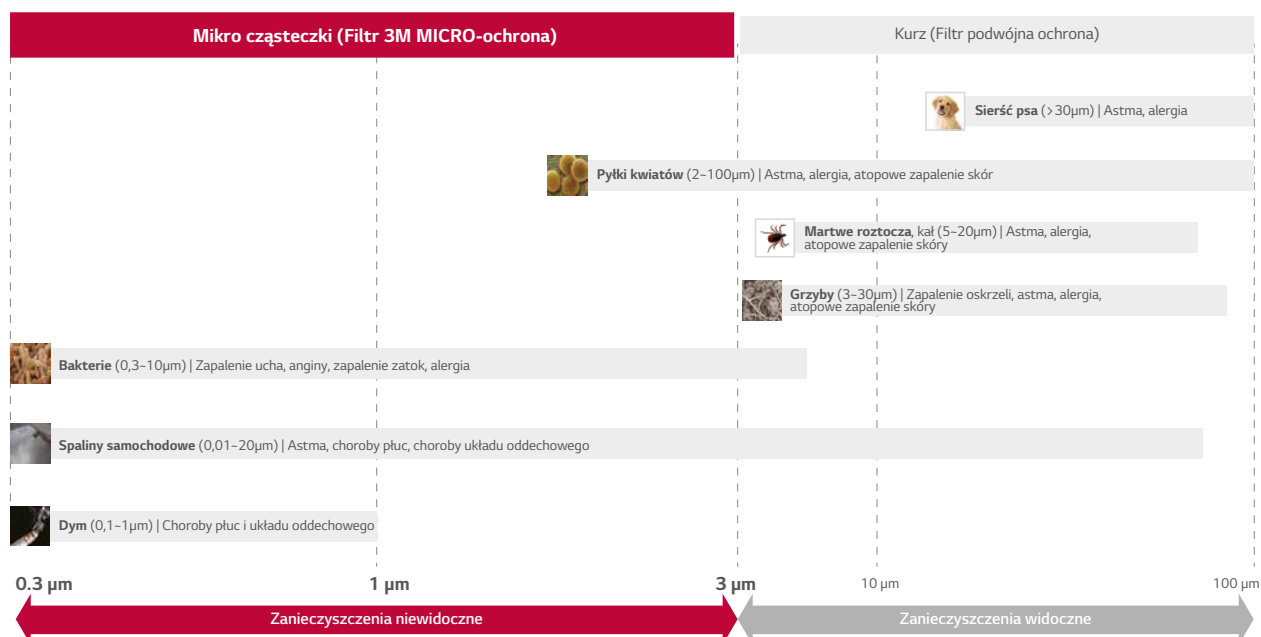 Mikro cząsteczki (Filtr 3M MICRO-ochrona)
Kurz (Filtr podwójna ochrona)
Sierść psa (>30μm) | Astma, alergia
Pyłki kwiatów (2~100μm) | Astma, alergia, atopowe zapalenie skór
Martwe roztocza, kał (5~20μm) | Astma, alergia,
atopowe zapalenie skóry
Grzyby (3~30μm) | Zapalenie oskrzeli, astma, alergia,
atopowe zapalenie skóry
Bakterie (0,3~10μm) | Zapalenie ucha, anginy, zapalenie zatok, alergia
Spaliny samochodowe (0,01~20μm) | Astma, choroby płuc, choroby układu oddechowego
Dym (0,1~1μm) | Choroby płuc i układu oddechowego
0.3 μm
1 μm
3 μm
10 μm
100 μm
Zanieczyszczenia niewidoczne
Zanieczyszczenia widoczne